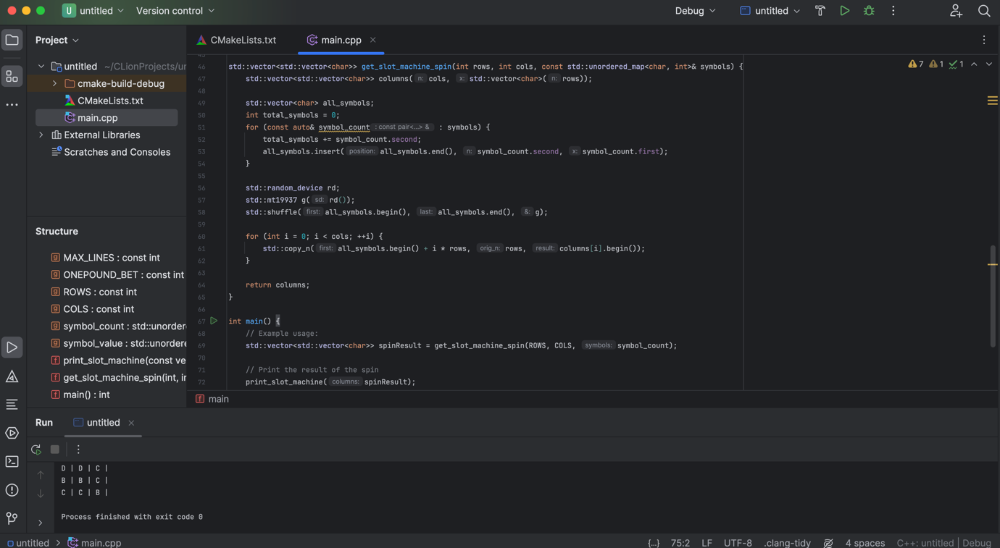 U untitled Version control Debug untitled
Project
CMakeLists.txt main.cpp
untitled ~/CLionProjects/un
cmake-build-debug
CMakeLists.txt
main.cpp
External Libraries
Scratches and Consoles
Structure
MAX_LINES : const int
ONEPOUND_BET : const int
ROWS : const int
COLS : const int
symbol_count : std::unordere
symbol_value : std::unordere
print_slot_machine(const ve
get_slot_machine_spin(int, in
main() : int
7 1 1
45
46 std::vector<std::vector<char>> get_slot_machine_spin(int rows, int cols, const std::unordered_map<char, int>& symbols) {
47 std::vector<std::vector<char>> columns( n: cols, x: std::vector<char>( n: rows));
48
49 std::vector<char> all_symbols;
50 int total_symbols = 0;
51 for (const auto& symbol_count : const pair<...> & : symbols) {
52 total_symbols += symbol_count.second;
53 all_symbols.insert( position: all_symbols.end(), n: symbol_count.second, x: symbol_count.first);
54 }
55
56 std::random_device rd;
57 std::mt19937 g( sd: rd());
58 std::shuffle( first: all_symbols.begin(), last: all_symbols.end(), &: g);
59
60 for (int i = 0; i < cols; ++i) {
61 std::copy_n( first: all_symbols.begin() + i * rows, orig_n: rows, result: columns[i].begin());
62 }
63
64 return columns;
65 }
66
67 int main() {
68 // Example usage:
69 std::vector<std::vector<char>> spinResult = get_slot_machine_spin(ROWS, COLS, symbols: symbol_count);
70
71 // Print the result of the spin
72 print_slot_machine( columns: spinResult);
f main
Run untitled
D | D | C |
B | B | C |
C | C | B |
Process finished with exit code 0
untitled > main.cpp {...} 75:2 LF UTF-8 .clang-tidy 4 spaces C++: untitled | Debug